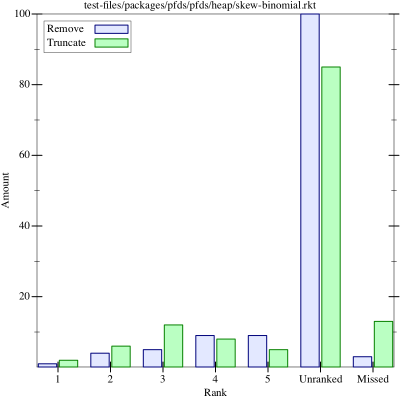 test-files/packages/pfds/pfds/heap/skew-binomial.rkt
Remove
Truncate
100
80
60
40
20
Amount
1 2 3 4 5 Unranked Missed
Rank